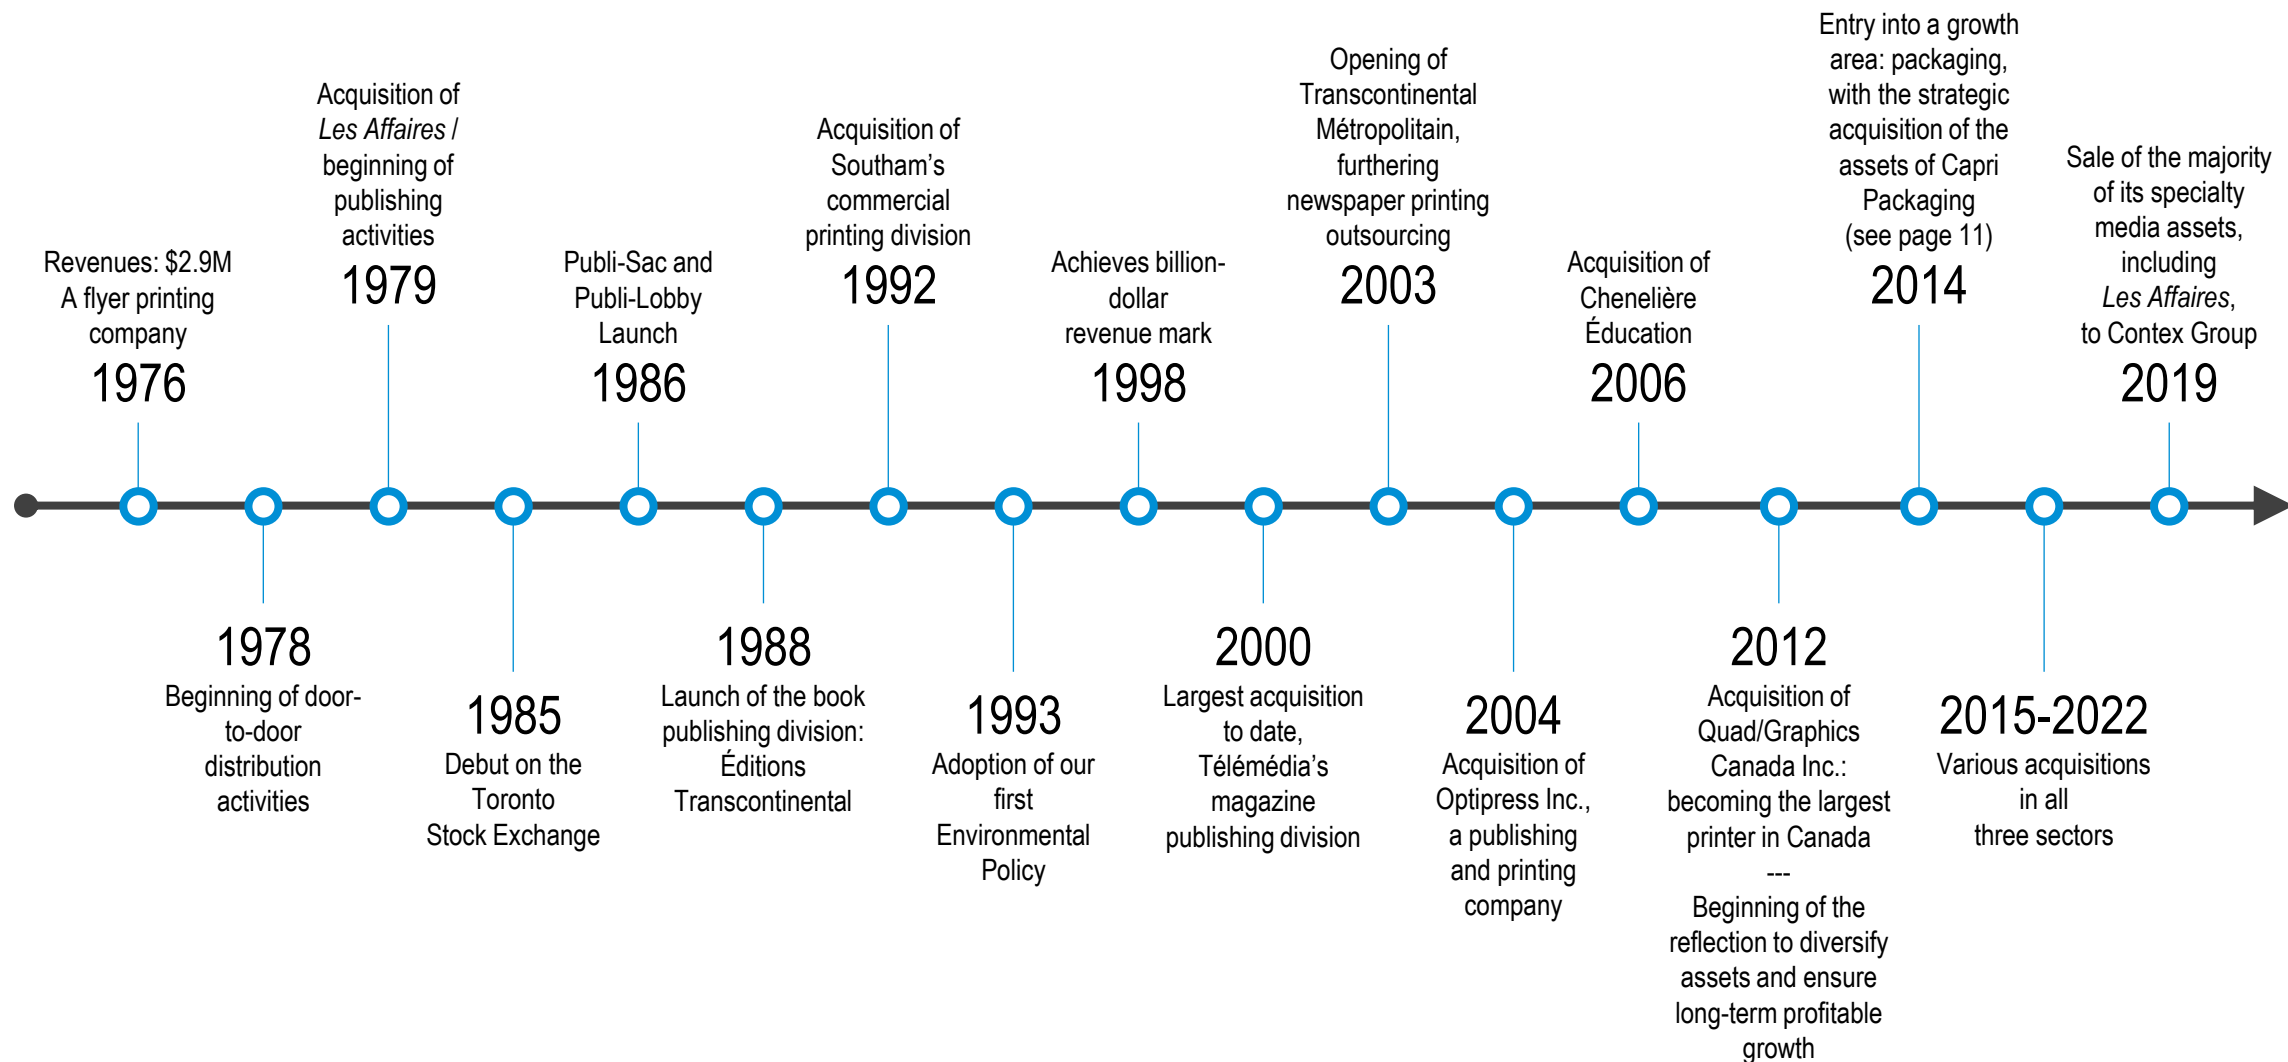 Revenues: $2.9M
A flyer printing
company
1976
1978
Beginning of door-
to-door
distribution
activities
Acquisition of
Les Affaires /
beginning of
publishing
activities
1979
1985
Debut on the
Toronto
Stock Exchange
Publi-Sac and
Publi-Lobby
Launch
1986
1988
Launch of the book
publishing division:
Éditions
Transcontinental
Acquisition of
Southam’s
commercial
printing division
1992
1993
Adoption of our
first
Environmental
Policy
Achieves billion-
dollar
revenue mark
1998
2000
Largest acquisition
to date,
Télémédia’s
magazine
publishing division
Opening of
Transcontinental
Métropolitain,
furthering
newspaper printing
outsourcing
2003
2004
Acquisition of
Optipress Inc.,
a publishing
and printing
company
Acquisition of
Chenelière
Éducation
2006
2012
Acquisition of
Quad/Graphics
Canada Inc.:
becoming the largest
printer in Canada
---
Beginning of the
reflection to diversify
assets and ensure
long-term profitable
growth
Entry into a growth
area: packaging,
with the strategic
acquisition of the
assets of Capri
Packaging
(see page 11)
2014
2015-2022
Various acquisitions
in all
three sectors
Sale of the majority
of its specialty
media assets,
including
Les Affaires,
to Contex Group
2019